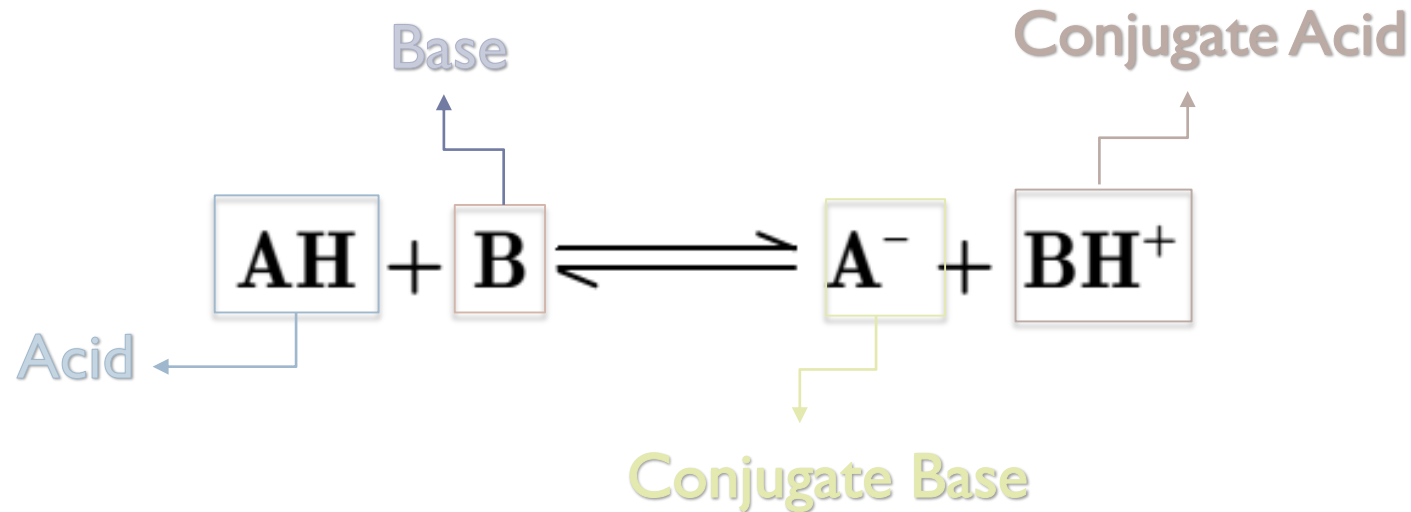 Base
Conjugate Acid
AH + B ⇌ A⁻ + BH⁺
Acid
Conjugate Base